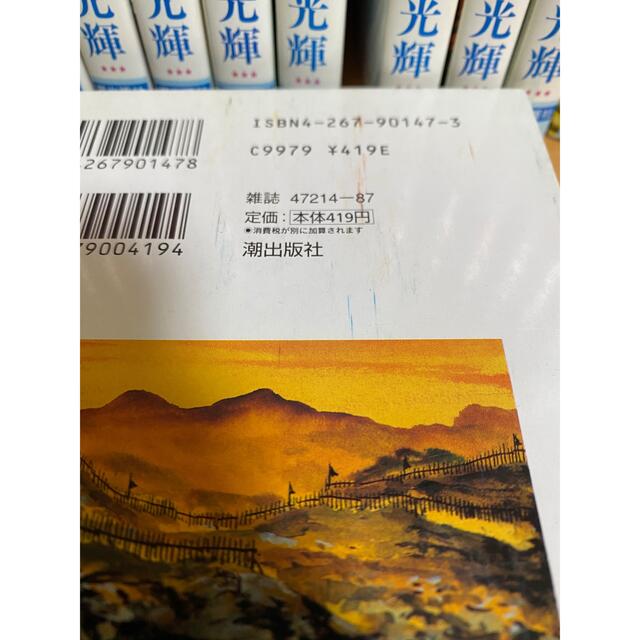 光輝
★★★
光輝
★★★
光輝
★★★
光輝
★★★
光輝
★★★
光輝
★★★
光輝
★★★
ISBN4-267-90147-3
C9979 ¥419E
267901478
雑誌 47214-87
定価:本体419円
◉消費税が別に加算されます
79004194
潮出版社